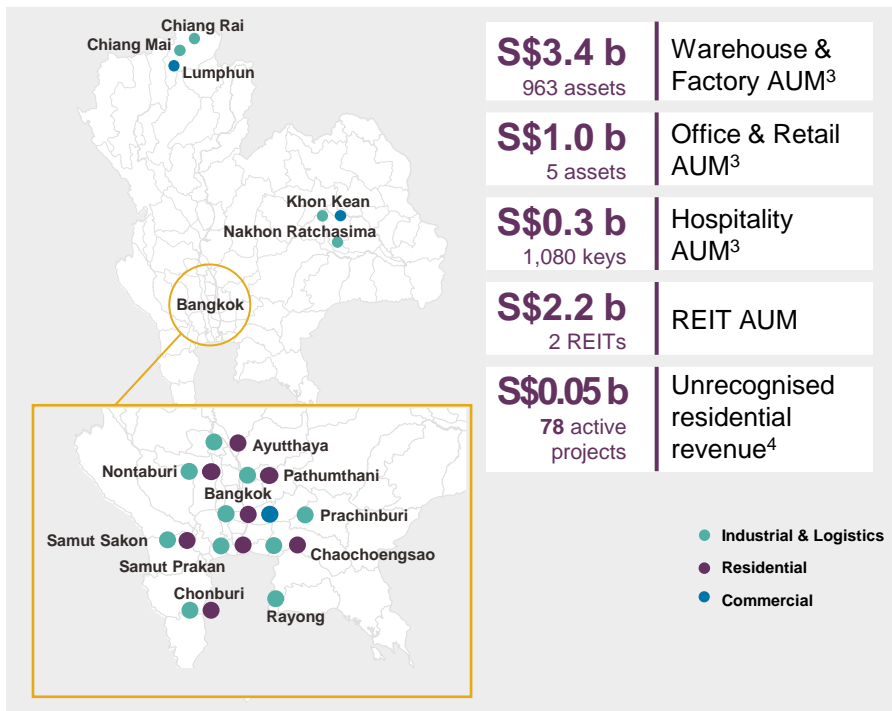 Chiang Rai
Chiang Mai
Lumphun
Khon Kean
Nakhon Ratchasima
Bangkok
Ayutthaya
Nontaburi
Pathumthani
Bangkok
Prachinburi
Samut Sakon
Chaochoengsao
Samut Prakan
Chonburi
Rayong
S$3.4 b
963 assets
Warehouse &
Factory AUM³
S$1.0 b
5 assets
Office & Retail
AUM³
S$0.3 b
1,080 keys
Hospitality
AUM³
S$2.2 b
2 REITs
REIT AUM
S$0.05 b
78 active
projects
Unrecognised
residential
revenue⁴
Industrial & Logistics
Residential
Commercial